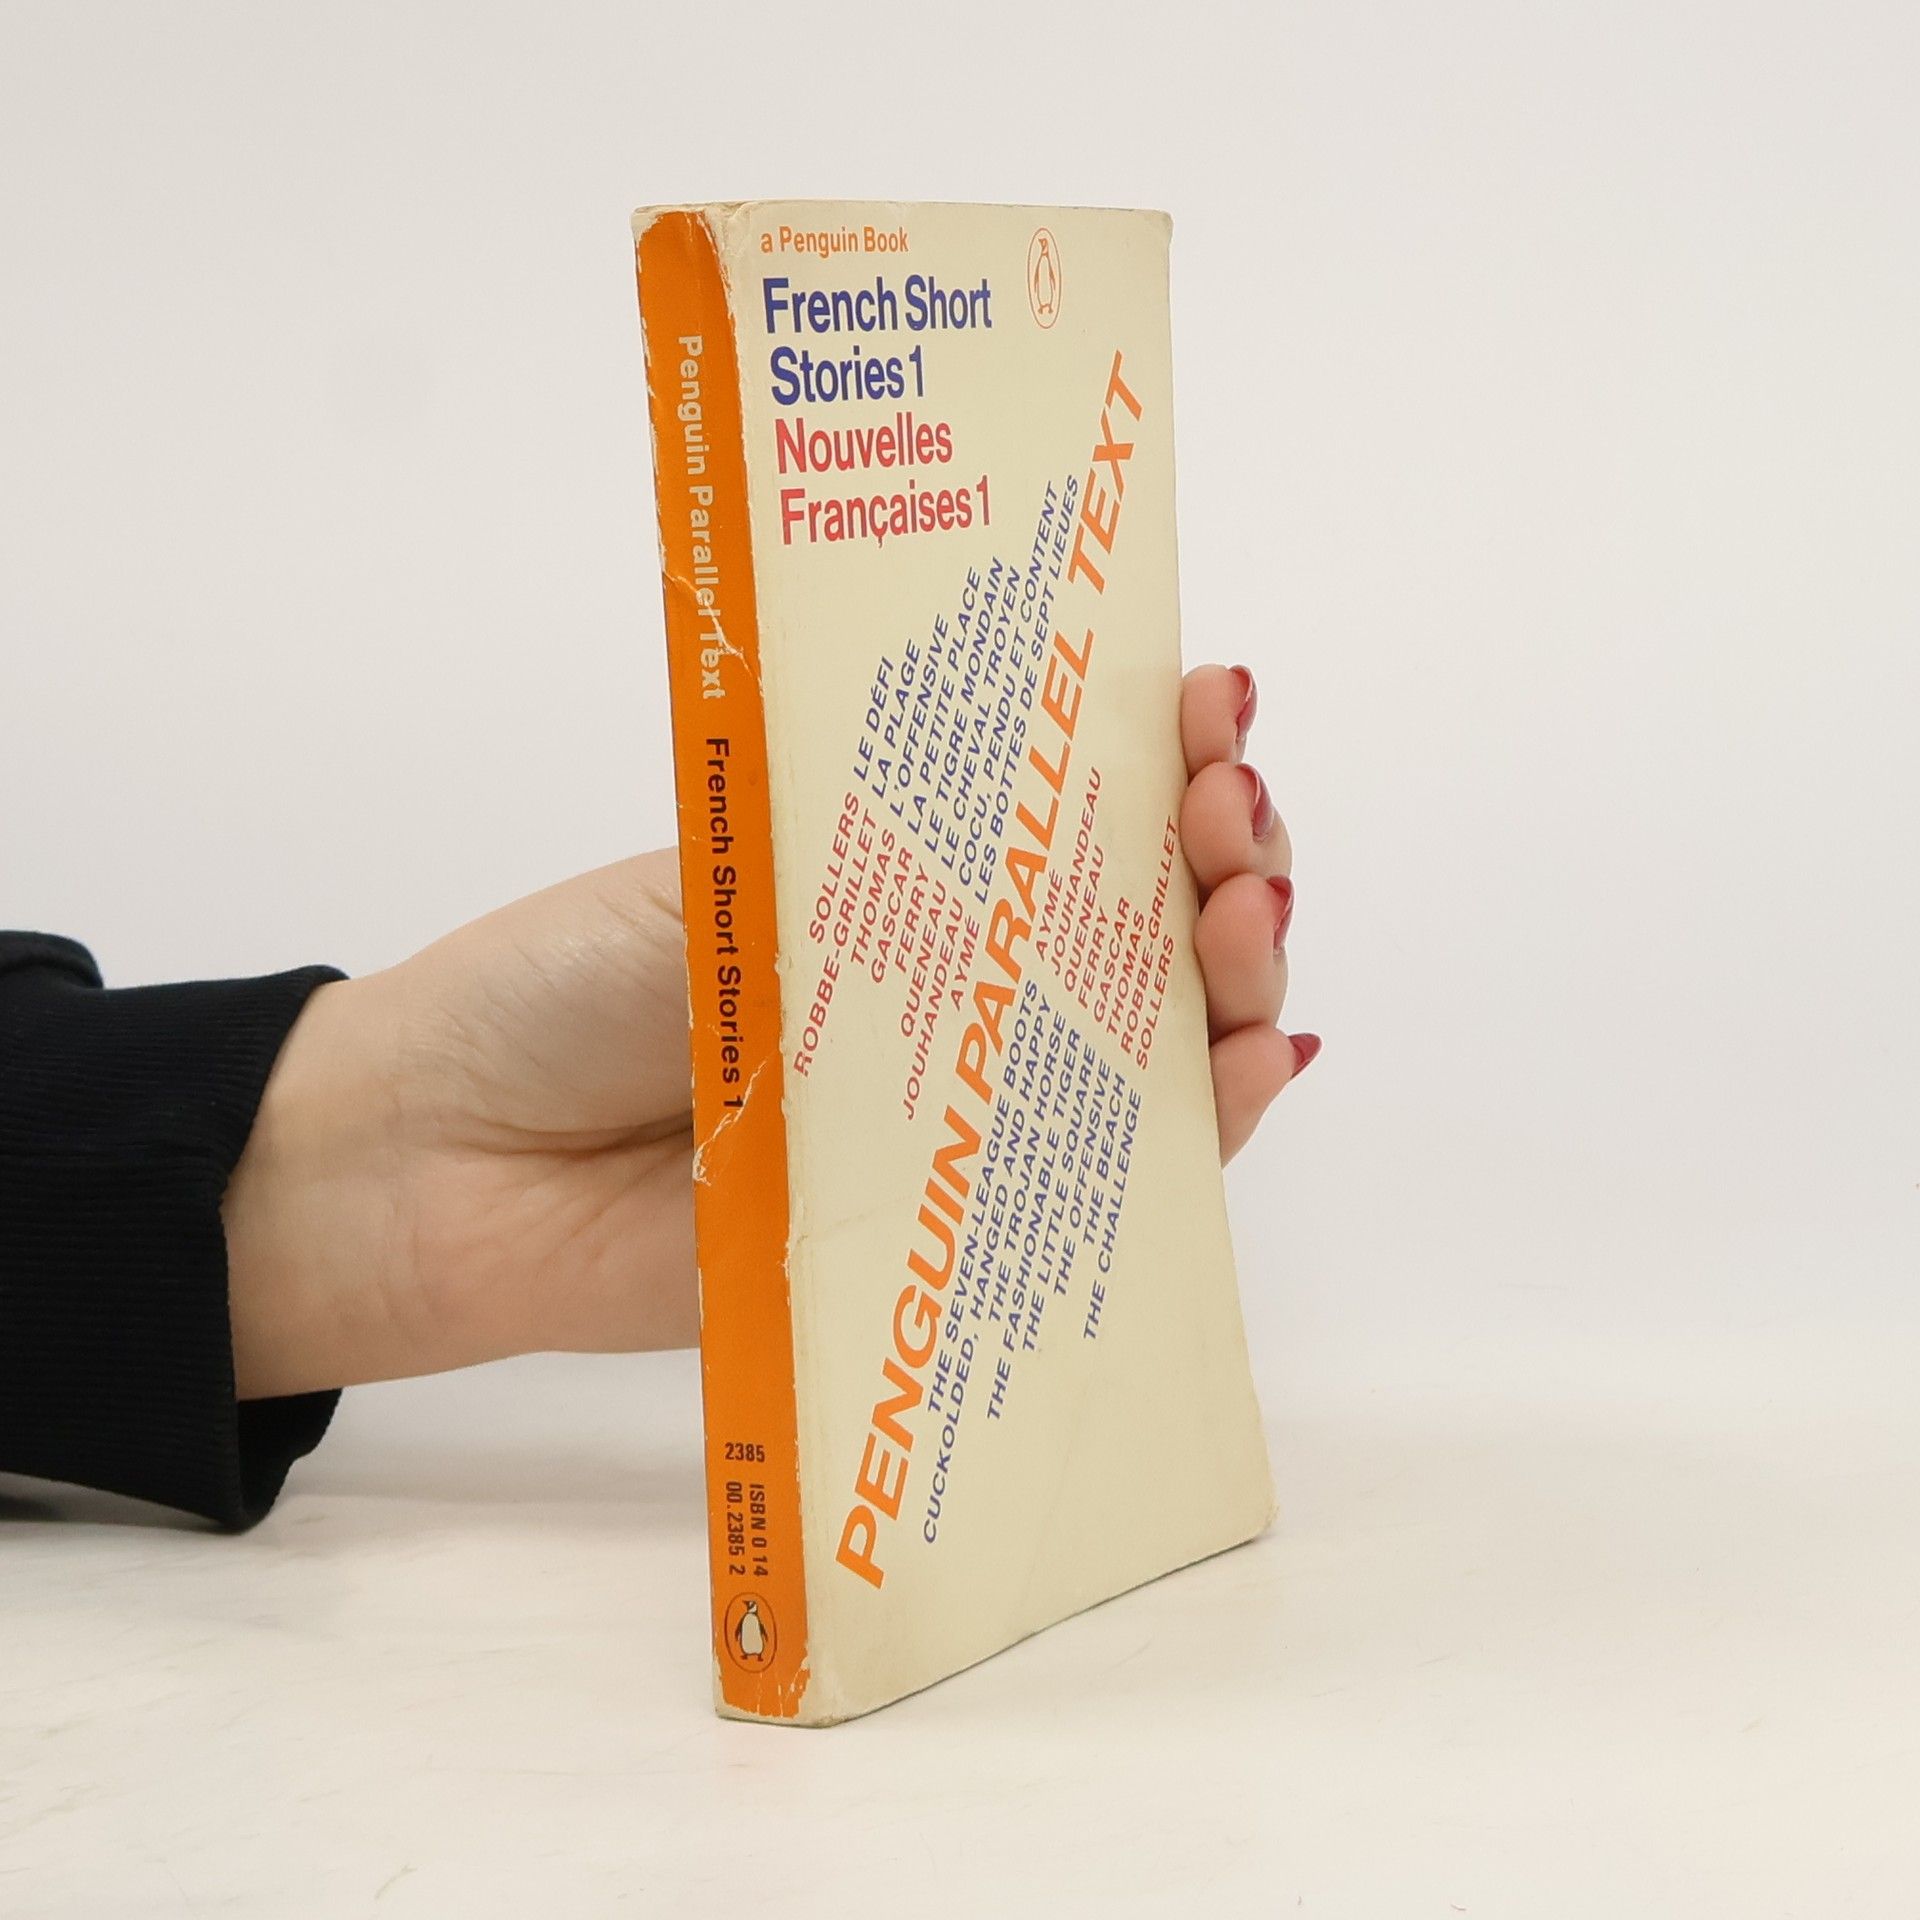 Penguin Parallel Text French Short Stories 1
2385
ISBN 0 14
00.2385 2
a Penguin Book
French Short
Stories 1
Nouvelles
Françaises 1
SOLLERS LE DÉFI
ROBBE-GRILLET LA PLAGE
THOMAS L'OFFENSIVE
GASCAR LA PETITE PLACE
FERRY LE TIGRE MONDAIN
QUENEAU LE CHEVAL TROYEN
JOUHANDEAU COCU, PENDU ET CONTENT
AYMÉ LES BOTTES DE SEPT LIEUES
PENGUIN PARALLEL TEXT
THE SEVEN-LEAGUE BOOTS AYMÉ
CUCKOLDED, HANGED AND HAPPY JOUHANDEAU
THE TROJAN HORSE QUENEAU
THE FASHIONABLE TIGER FERRY
THE LITTLE SQUARE GASCAR
THE OFFENSIVE THOMAS
THE BEACH ROBBE-GRILLET
THE CHALLENGE SOLLERS